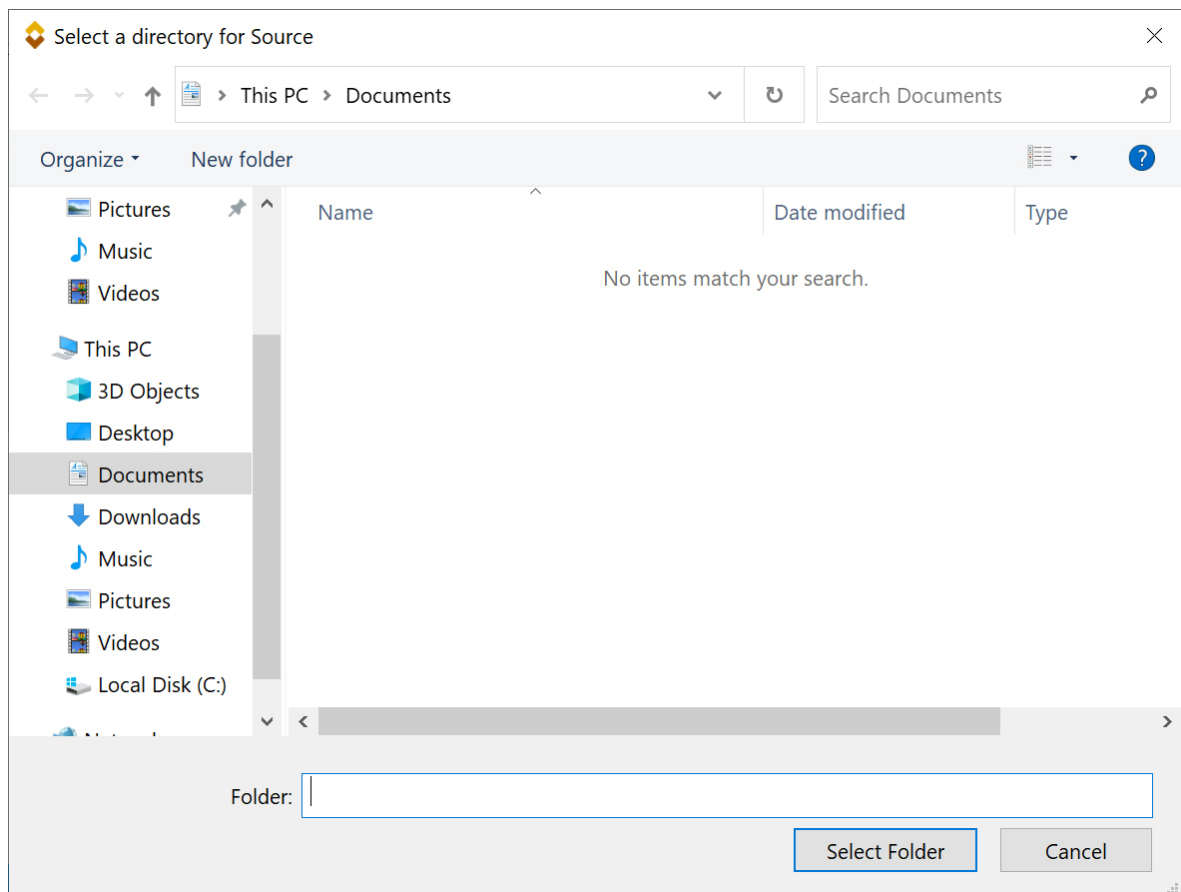 Select a directory for Source
This PC > Documents
Search Documents
Organize
New folder
?
Pictures
Music
Videos
This PC
3D Objects
Desktop
Documents
Downloads
Music
Pictures
Videos
Local Disk (C:)
Name
Date modified
Type
No items match your search.
Folder:
Select Folder
Cancel